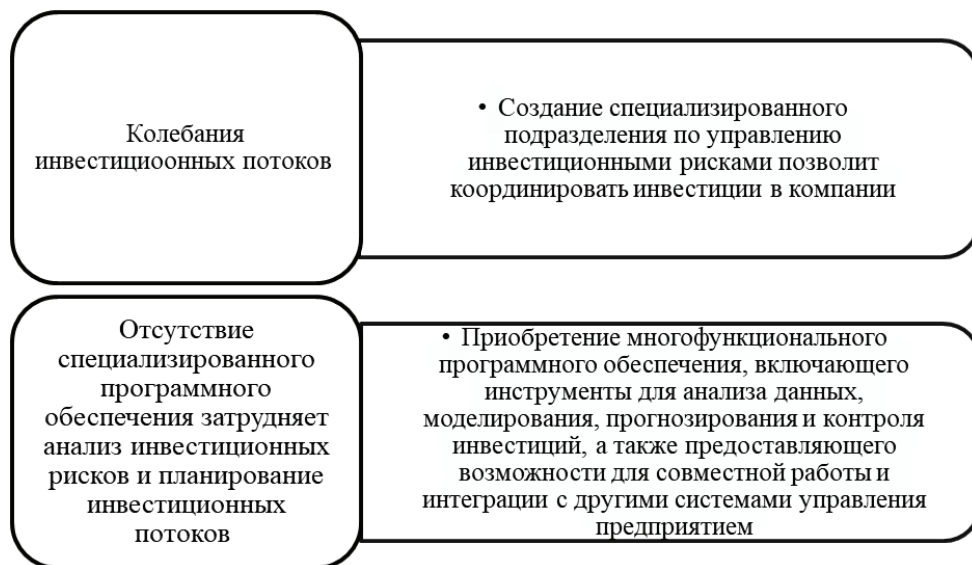 Колебания
инвестициоонных потоков
• Создание специализированного
подразделения по управлению
инвестиционными рисками позволит
координировать инвестиции в компании
Отсутствие
специализированного
программного
обеспечения затрудняет
анализ инвестиционных
рисков и планирование
инвестиционных
потоков
• Приобретение многофункционального
программного обеспечения, включающего
инструменты для анализа данных,
моделирования, прогнозирования и контроля
инвестиций, а также предоставляющего
возможности для совместной работы и
интеграции с другими системами управления
предприятием